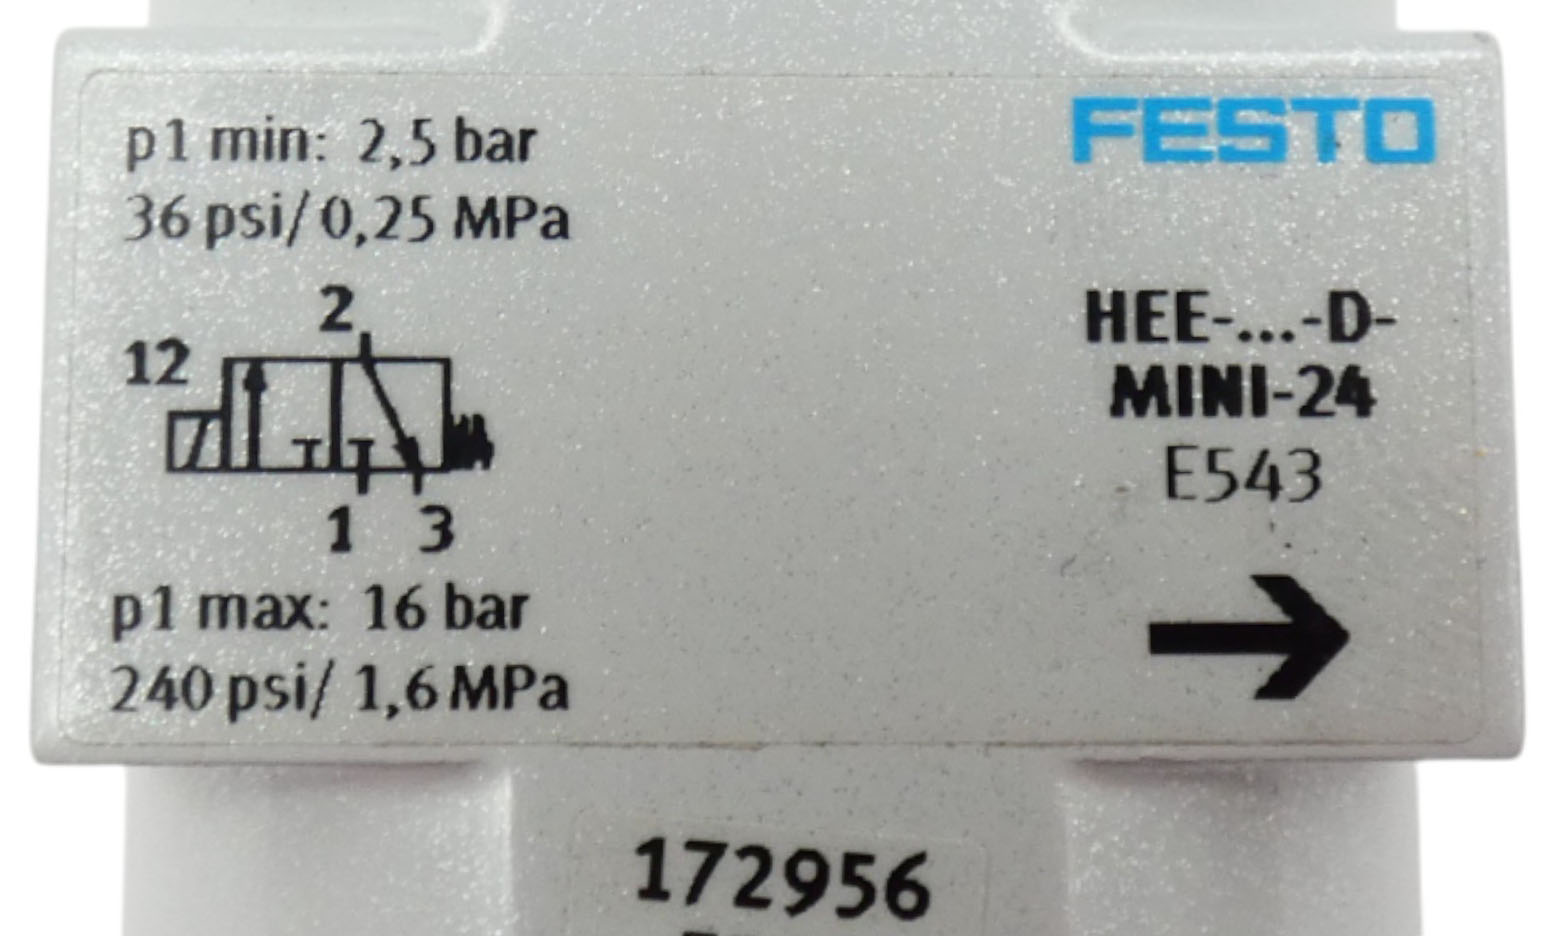 p1 min: 2,5 bar
36 psi/ 0,25 MPa
2
12
1 3
p1 max: 16 bar
240 psi/ 1,6 MPa
FESTO
HEE-...-D-
MINI-24
E543
172956